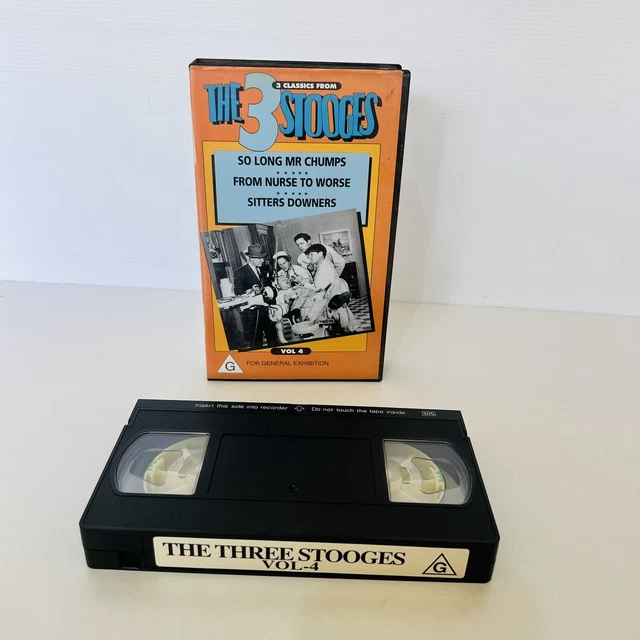 3 CLASSICS FROM
THE 3 STOOGES
SO LONG MR CHUMPS
FROM NURSE TO WORSE
SITTERS DOWNERS
VOL 4
G
FOR GENERAL EXHIBITION
Insert this side into recorder
Do not touch the tape inside
VHS
THE THREE STOOGES
VOL-4
G